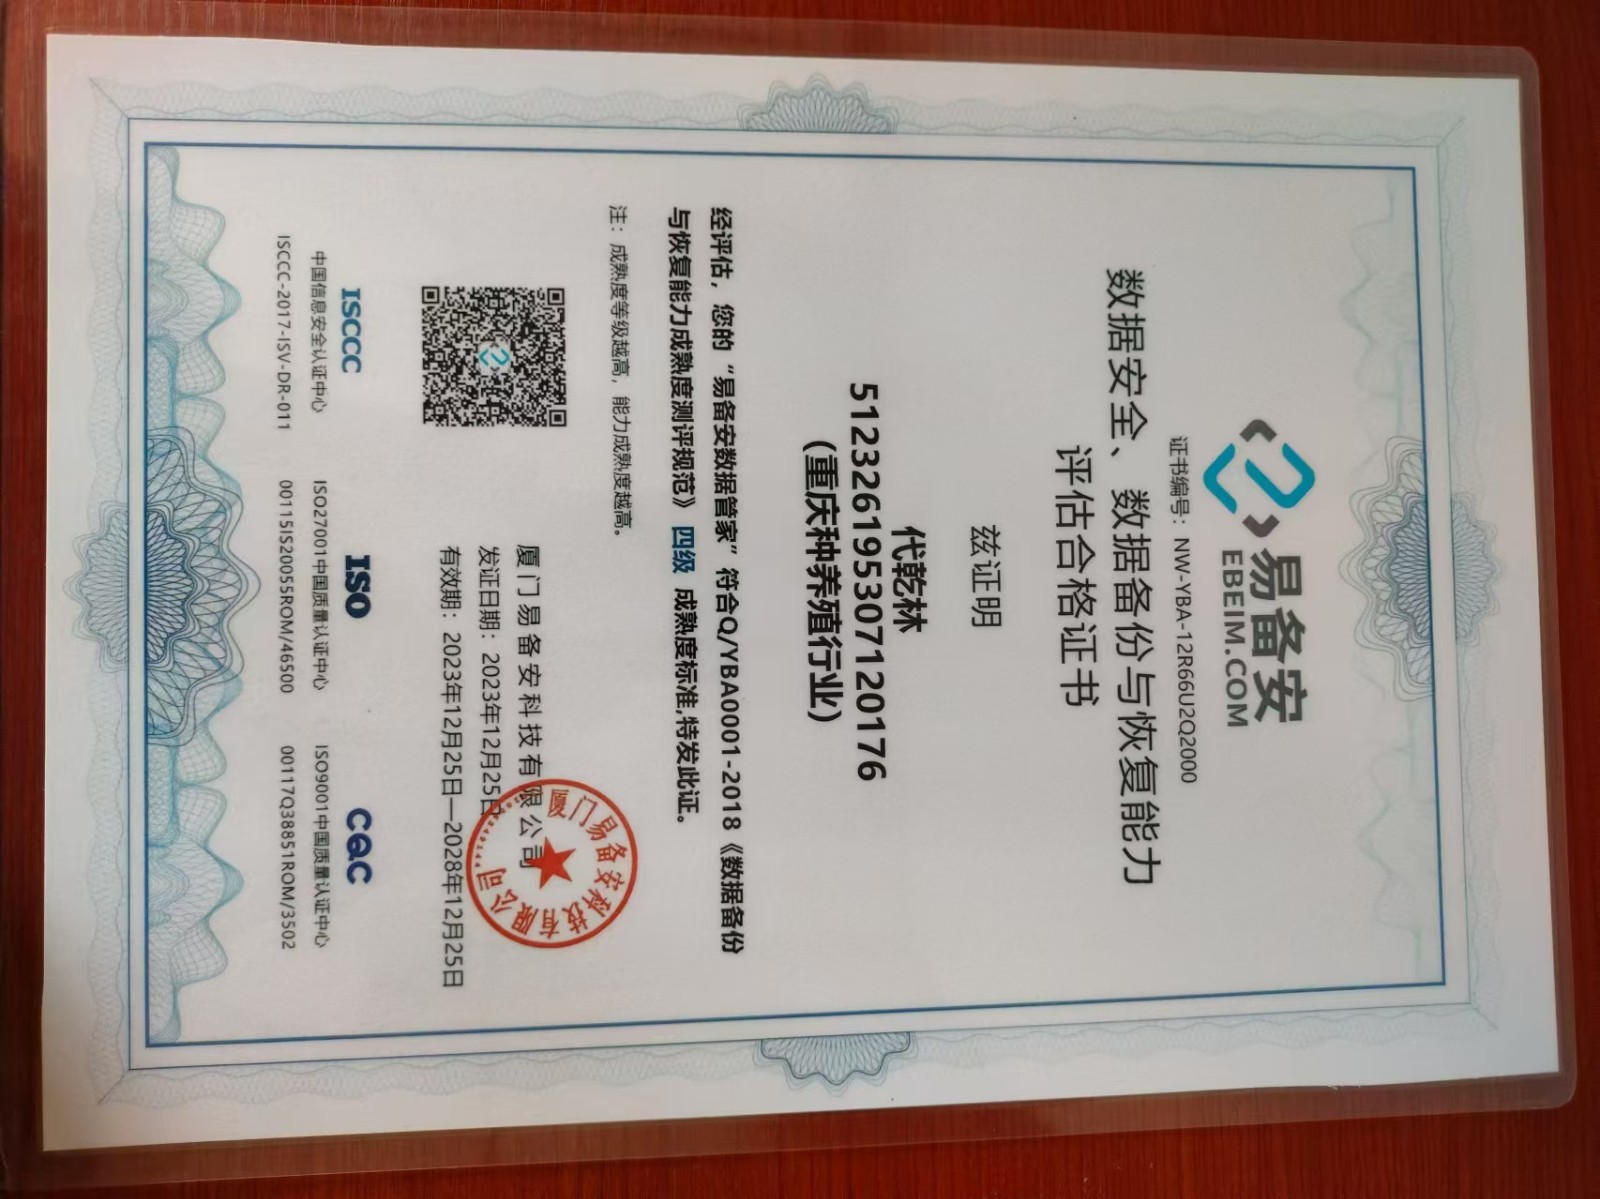 易备安
EBEIM.COM
证书编号：NW-YBA-12R66U2Q2000
数据安全、数据备份与恢复能力
评估合格证书
兹证明
代乾林
512326195307120176
(重庆种养殖行业)
经评估，您的“易备安数据管家”符合Q/YBA0001-2018《数据备份
与恢复能力成熟度测评规范》四级 成熟度标准,特发此证。
注：成熟度等级越高，能力成熟度越高。
厦门易备安科技有限公司
发证日期：2023年12月25日
有效期：2023年12月25日—2028年12月25日
厦门易备安科技有限公司
ISCCC
中国信息安全认证中心
ISCCC-2017-ISV-DR-011
ISO
ISO27001中国质量认证中心
00115IS20055ROM/46500
CQC
ISO9001中国质量认证中心
00117Q38851ROM/3502